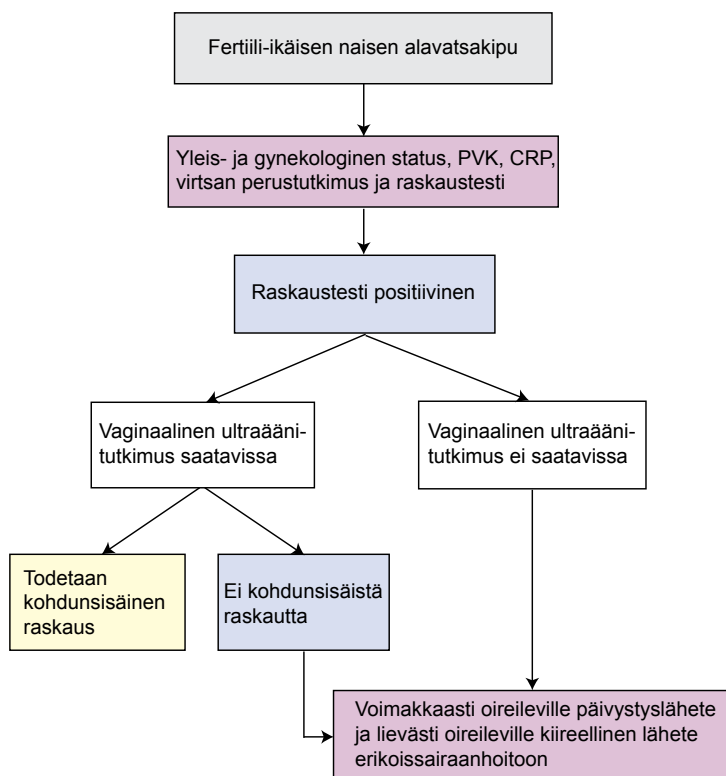 Fertiili-ikäisen naisen alavatsakipu
Yleis- ja gynekologinen status, PVK, CRP,
virtsan perustutkimus ja raskaustesti
Raskaustesti positiivinen
Vaginaalinen ultraääni-
tutkimus saatavissa
Vaginaalinen ultraääni-
tutkimus ei saatavissa
Todetaan
kohdunsisäinen
raskaus
Ei kohdunsisäistä
raskautta
Voimakkaasti oireileville päivystyslähete
ja lievästi oireileville kiireellinen lähete
erikoissairaanhoitoon